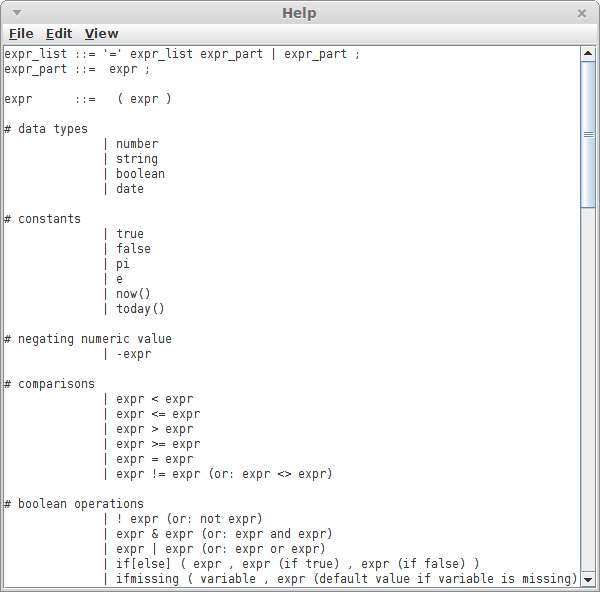 Help
File Edit View
expr_list ::= '=' expr_list expr_part | expr_part ;
expr_part ::=  expr ;
expr      ::=   ( expr )
# data types
| number
| string
| boolean
| date
# constants
| true
| false
| pi
| e
| now()
| today()
# negating numeric value
| -expr
# comparisons
| expr < expr
| expr <= expr
| expr > expr
| expr >= expr
| expr = expr
| expr != expr (or: expr <> expr)
# boolean operations
| ! expr (or: not expr)
| expr & expr (or: expr and expr)
| expr | expr (or: expr or expr)
| if[else] ( expr , expr (if true) , expr (if false) )
| ifmissing ( variable , expr (default value if variable is missing)